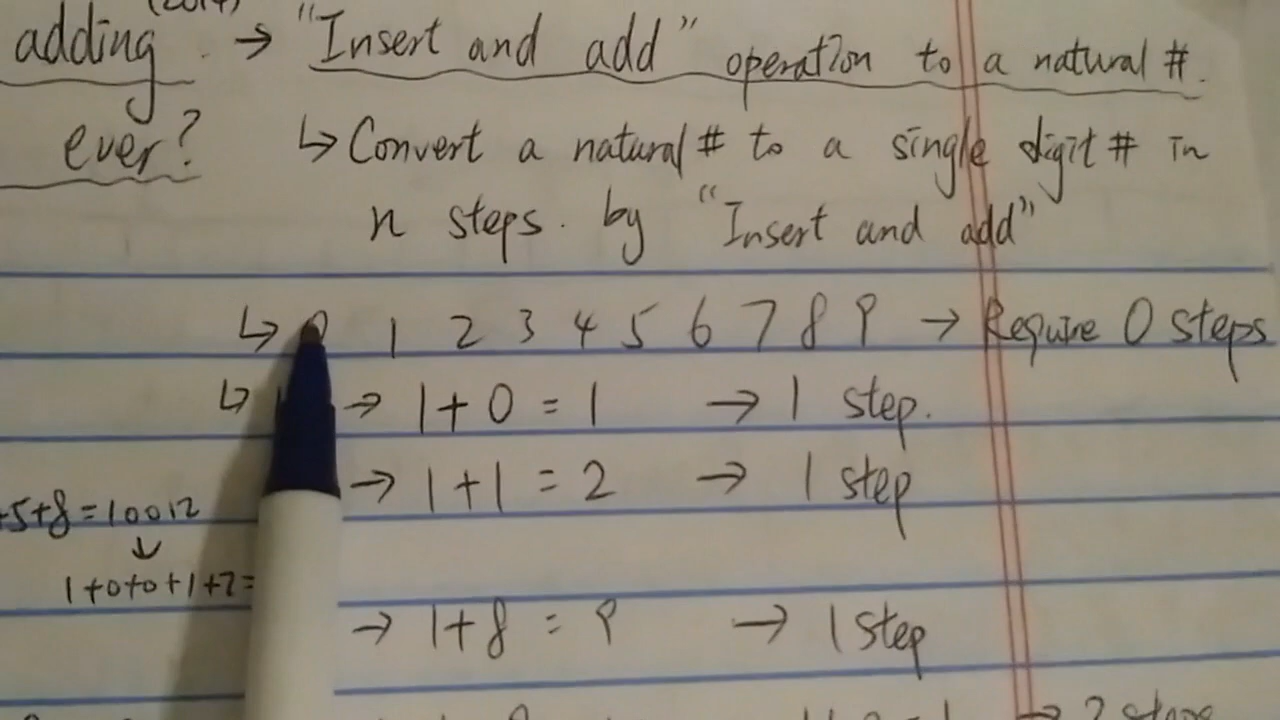 (2014)
adding → "Insert and add" operation to a natural #.
ever? ↳ Convert a natural # to a single digit # in
n steps. by "Insert and add"
↳ 0 1 2 3 4 5 6 7 8 9 → Require 0 steps
↳ → 1+0 = 1 → 1 step.
→ 1+1 = 2 → 1 step
+5+8=10012
↓
1+0+0+1+2=
→ 1+8 = 9 → 1 step